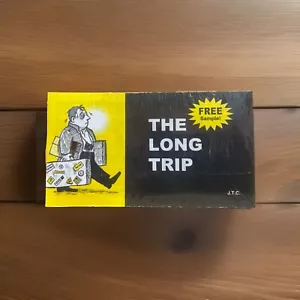 FREE
Sample!
THE
LONG
TRIP
J.T.C.